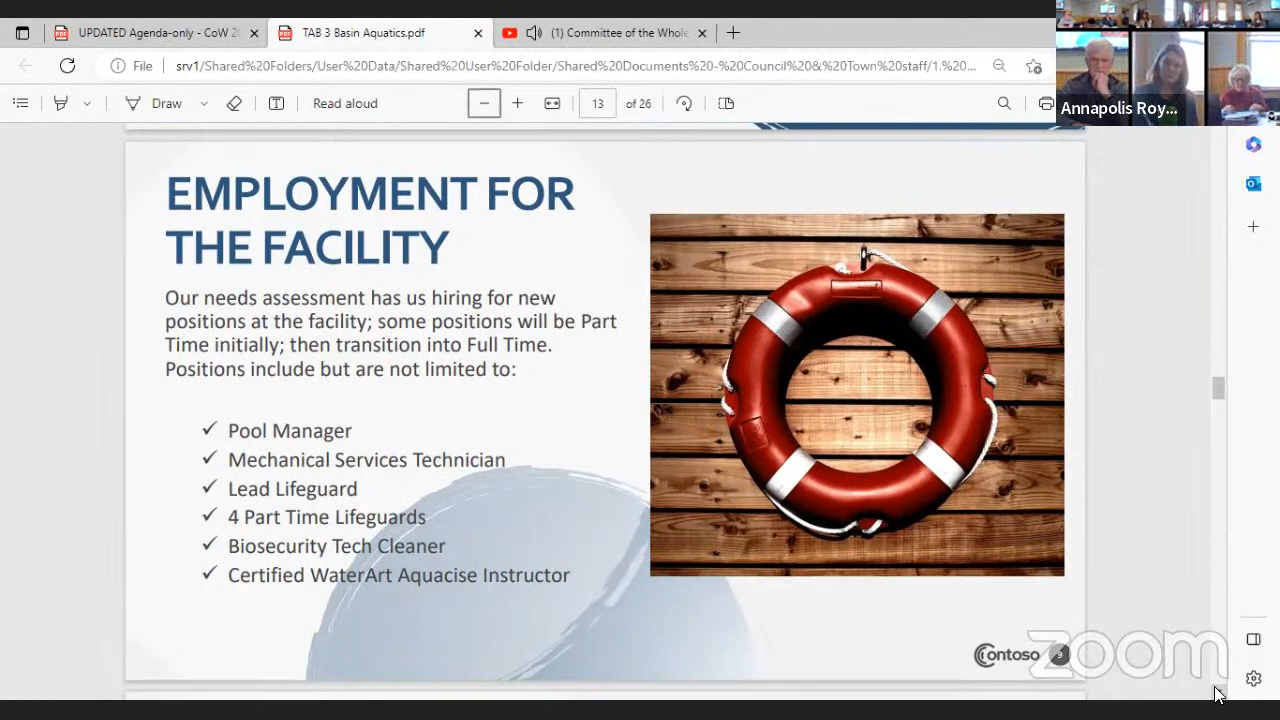 UPDATED Agenda-only - CoW 20
TAB 3 Basin Aquatics.pdf
(1) Committee of the Whole
File
srv1/Shared%20Folders/User%20Data/Shared%20User%20Folder/Shared%20Documents%20-%20Council%20&%20Town%20staff/1.%20...
Draw
Read aloud
13
of 26
Annapolis Roy...
EMPLOYMENT FOR
THE FACILITY
Our needs assessment has us hiring for new
positions at the facility; some positions will be Part
Time initially; then transition into Full Time.
Positions include but are not limited to:
✓ Pool Manager
✓ Mechanical Services Technician
✓ Lead Lifeguard
✓ 4 Part Time Lifeguards
✓ Biosecurity Tech Cleaner
✓ Certified WaterArt Aquacise Instructor
Contoso
9
zoom